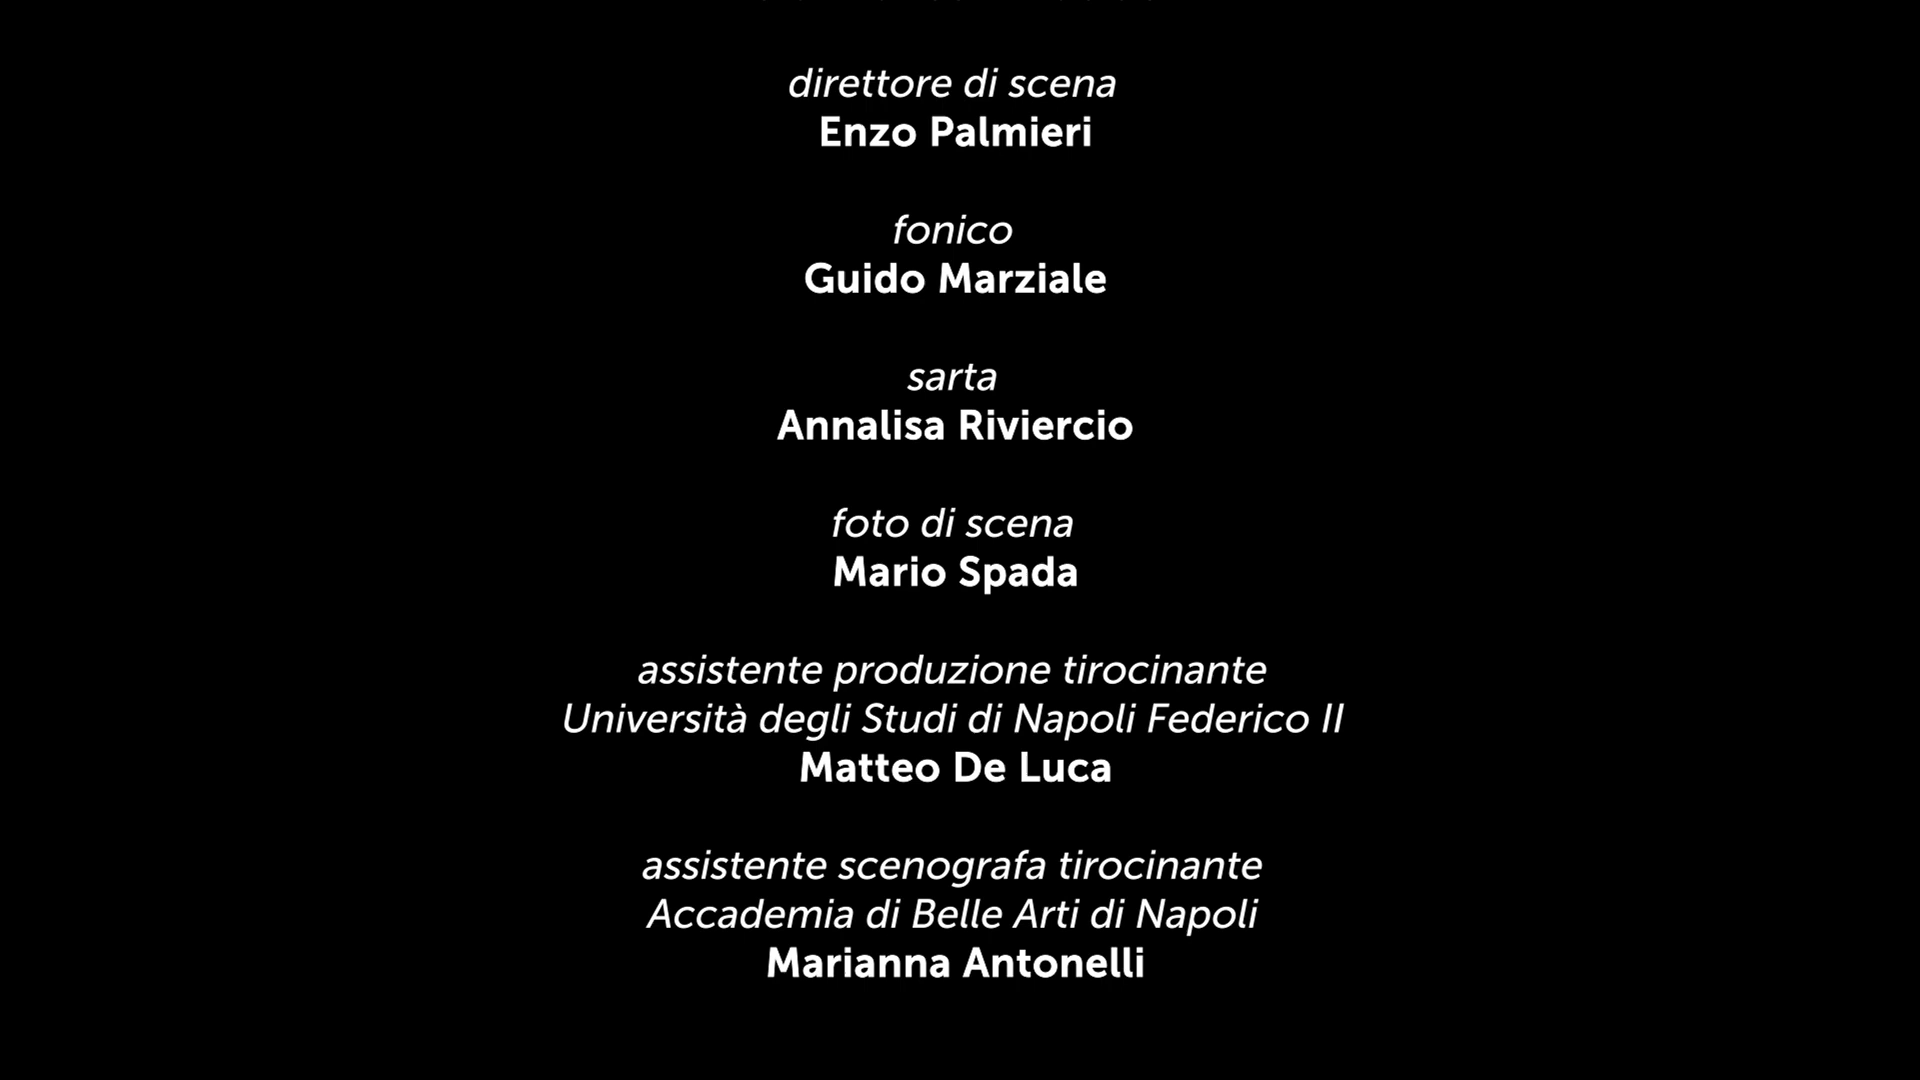 direttore di scena
Enzo Palmieri
fonico
Guido Marziale
sarta
Annalisa Riviercio
foto di scena
Mario Spada
assistente produzione tirocinante
Università degli Studi di Napoli Federico II
Matteo De Luca
assistente scenografa tirocinante
Accademia di Belle Arti di Napoli
Marianna Antonelli